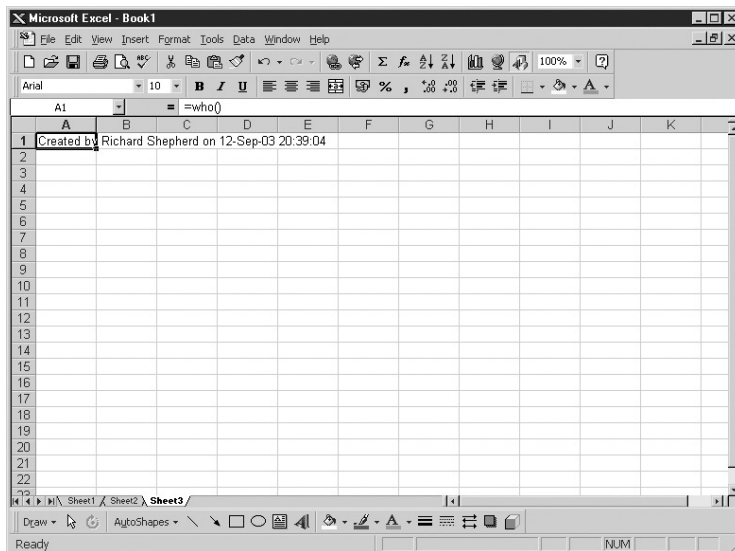 Microsoft Excel - Book1
File Edit View Insert Format Tools Data Window Help
100%
Arial 10 B I U % ,
A1 = =who()
A B C D E F G H I J K
1 Created by Richard Shepherd on 12-Sep-03 20:39:04
2
3
4
5
6
7
8
9
10
11
12
13
14
15
16
17
18
19
20
21
22
Sheet1 Sheet2 Sheet3
Draw AutoShapes
Ready NUM